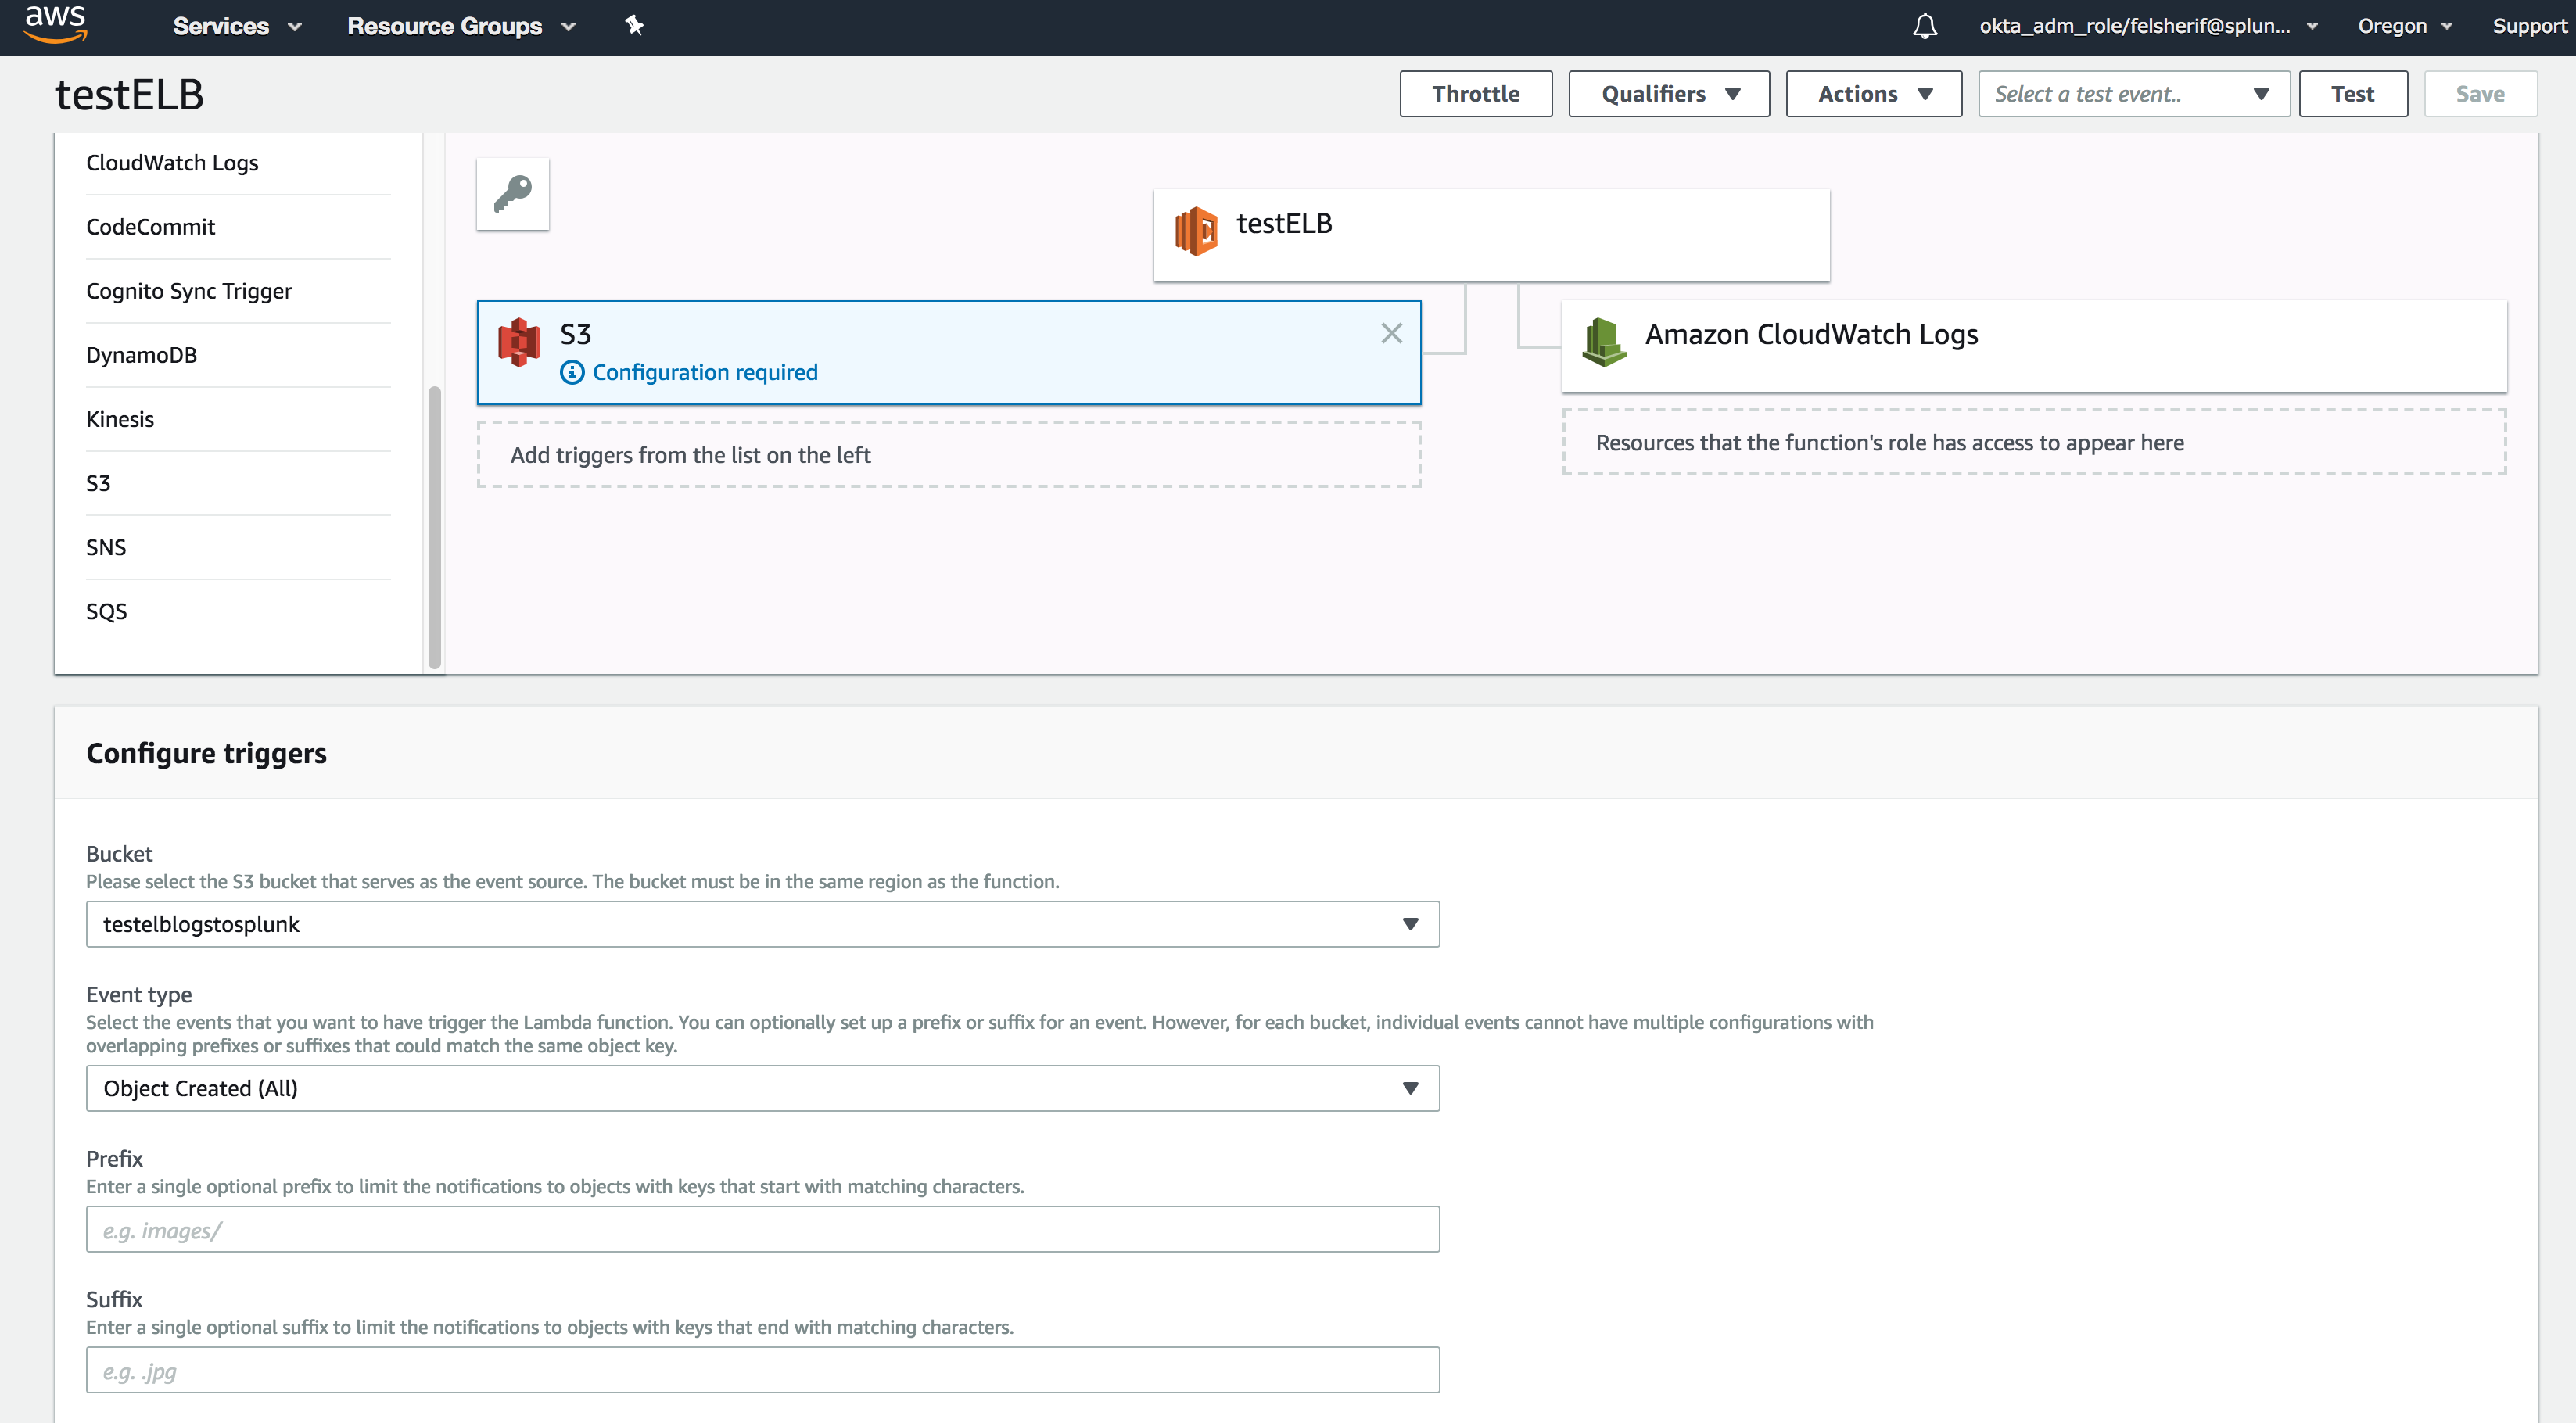 aws
Services
Resource Groups
okta_adm_role/felsherif@splun...
Oregon
Support
testELB
Throttle
Qualifiers
Actions
Select a test event..
Test
Save
CloudWatch Logs
CodeCommit
Cognito Sync Trigger
DynamoDB
Kinesis
S3
SNS
SQS
testELB
S3
Configuration required
Add triggers from the list on the left
Amazon CloudWatch Logs
Resources that the function's role has access to appear here
Configure triggers
Bucket
Please select the S3 bucket that serves as the event source. The bucket must be in the same region as the function.
testelblogstosplunk
Event type
Select the events that you want to have trigger the Lambda function. You can optionally set up a prefix or suffix for an event. However, for each bucket, individual events cannot have multiple configurations with
overlapping prefixes or suffixes that could match the same object key.
Object Created (All)
Prefix
Enter a single optional prefix to limit the notifications to objects with keys that start with matching characters.
e.g. images/
Suffix
Enter a single optional suffix to limit the notifications to objects with keys that end with matching characters.
e.g. .jpg